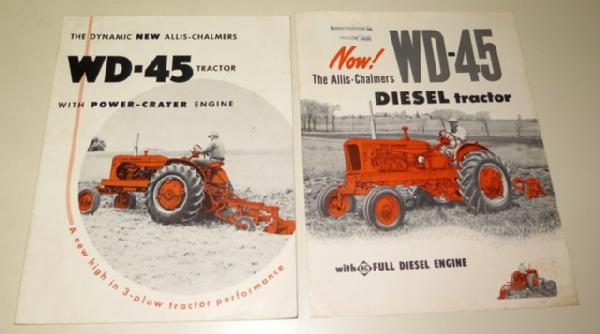 THE DYNAMIC NEW ALLIS-CHALMERS
WD-45 TRACTOR
WITH POWER-CRATER ENGINE
A new high in 3-plow tractor performance
Now! WD-45
The Allis-Chalmers
DIESEL tractor
with AC FULL DIESEL ENGINE